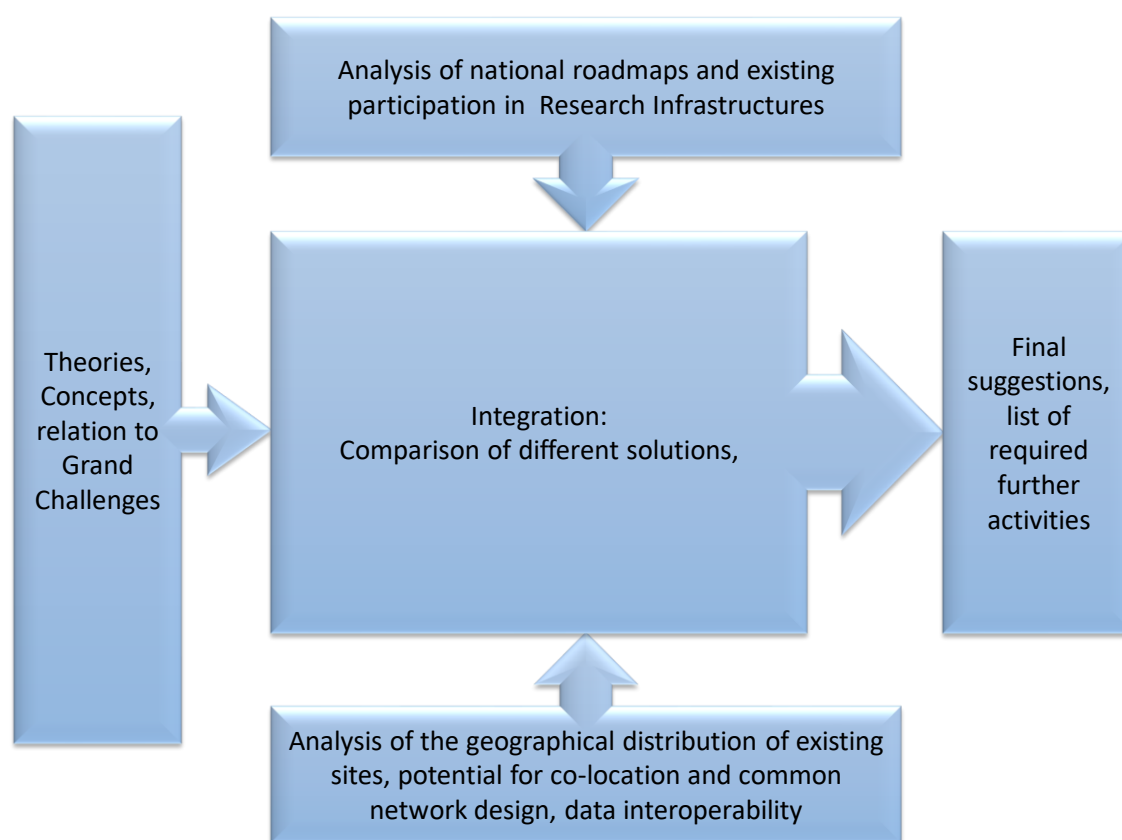 Analysis of national roadmaps and existing
participation in  Research Infrastructures
Theories,
Concepts,
relation to
Grand
Challenges
Integration:
Comparison of different solutions,
Final
suggestions,
list of
required
further
activities
Analysis of the geographical distribution of existing
sites, potential for co-location and common
network design, data interoperability